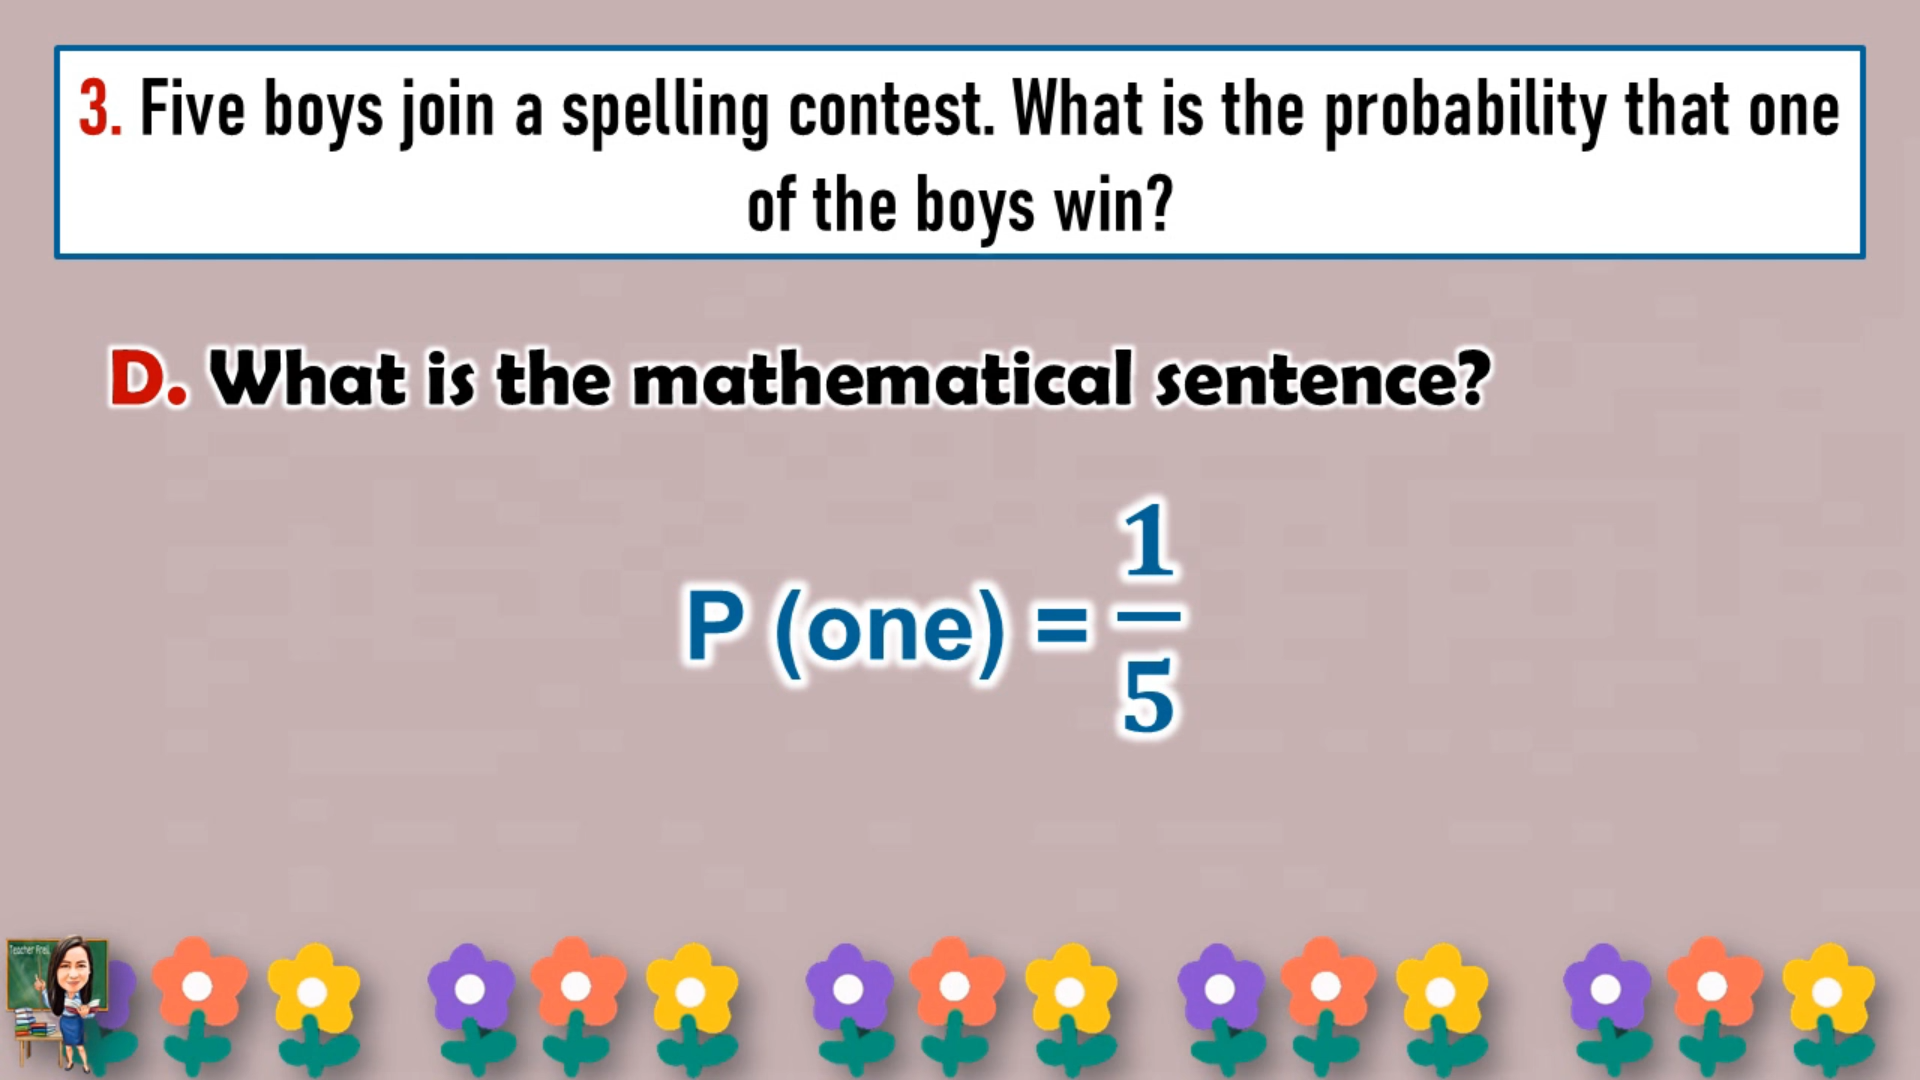 3. Five boys join a spelling contest. What is the probability that one
of the boys win?
D. What is the mathematical sentence?
P (one) = 1/5